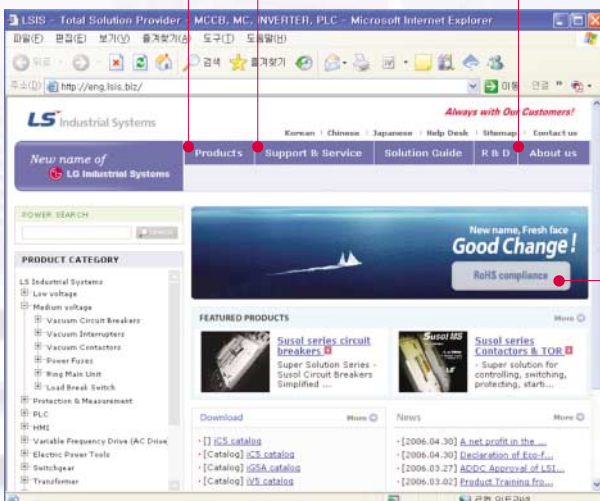 LSIS - Total Solution Provider - MCCB, MC, INVERTER, PLC - Microsoft Internet Explorer
파일(F) 편집(E) 보기(V) 즐겨찾기(A) 도구(T) 도움말(H)
뒤로 검색 즐겨찾기
주소(D) http://eng.lsis.biz/ 이동 연결 »
LS Industrial Systems
Always with Our Customers!
Korean Chinese Japanese Help Desk Sitemap Contact us
New name of
LG Industrial Systems
Products Support & Service Solution Guide R & D About us
POWER SEARCH
SEARCH
PRODUCT CATEGORY
LS Industrial Systems
Low voltage
Medium voltage
Vacuum Circuit Breakers
Vacuum Interrupters
Vacuum Contactors
Power Fuses
Ring Main Unit
Load Break Switch
Protection & Measurement
PLC
HMI
Variable Frequency Drive (AC Drive
Electric Power Tools
Switchgear
Transformer
New name, Fresh face
Good Change!
RoHS compliance
FEATURED PRODUCTS More
Susol series circuit
breakers
Super Solution Series -
Susol Circuit Breakers
Simplified ...
Susol MS
Susol series
Contactors & TOR
- Super solution for
controlling, switching,
protecting, starti...
Download More
· [] iC5 catalog
· [Catalog] iC5 catalog
· [Catalog] iG5A catalog
· [Catalog] iV5 catalog
News More
· [2006.04.30] A net profit in the ...
· [2006.04.30] Declaration of Eco-f...
· [2006.03.27] ADDC Approval of LSI...
· [2006.03.02] Product Training fro...